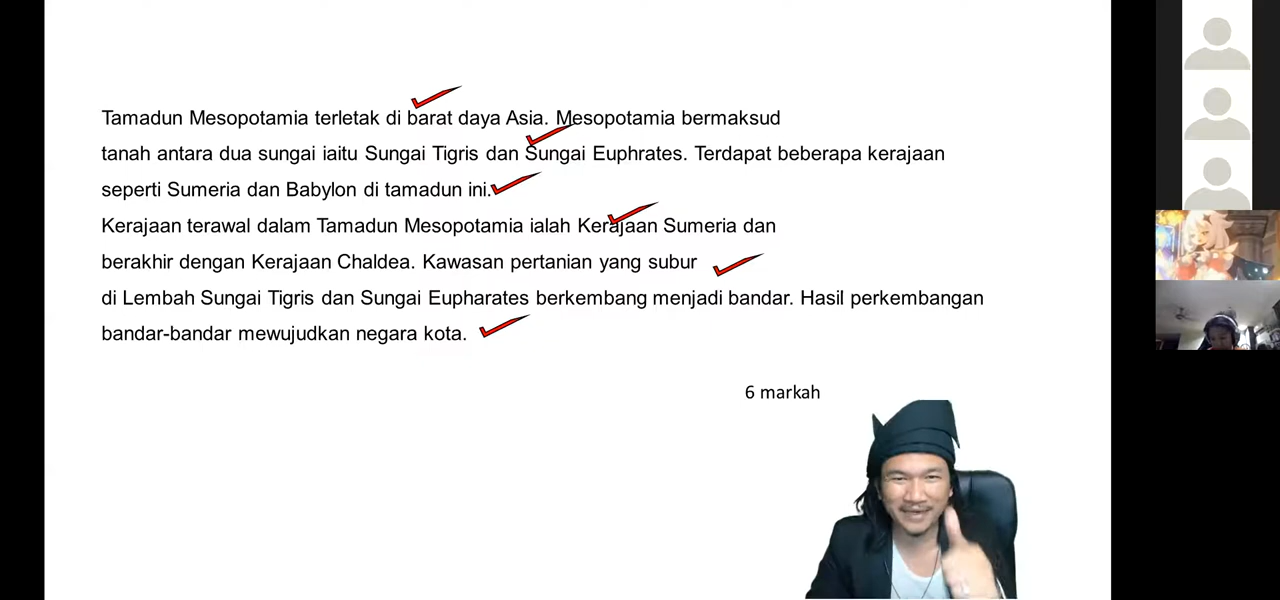 Tamadun Mesopotamia terletak di barat daya Asia. Mesopotamia bermaksud
tanah antara dua sungai iaitu Sungai Tigris dan Sungai Euphrates. Terdapat beberapa kerajaan
seperti Sumeria dan Babylon di tamadun ini.
Kerajaan terawal dalam Tamadun Mesopotamia ialah Kerajaan Sumeria dan
berakhir dengan Kerajaan Chaldea. Kawasan pertanian yang subur
di Lembah Sungai Tigris dan Sungai Eupharates berkembang menjadi bandar. Hasil perkembangan
bandar-bandar mewujudkan negara kota.
6 markah